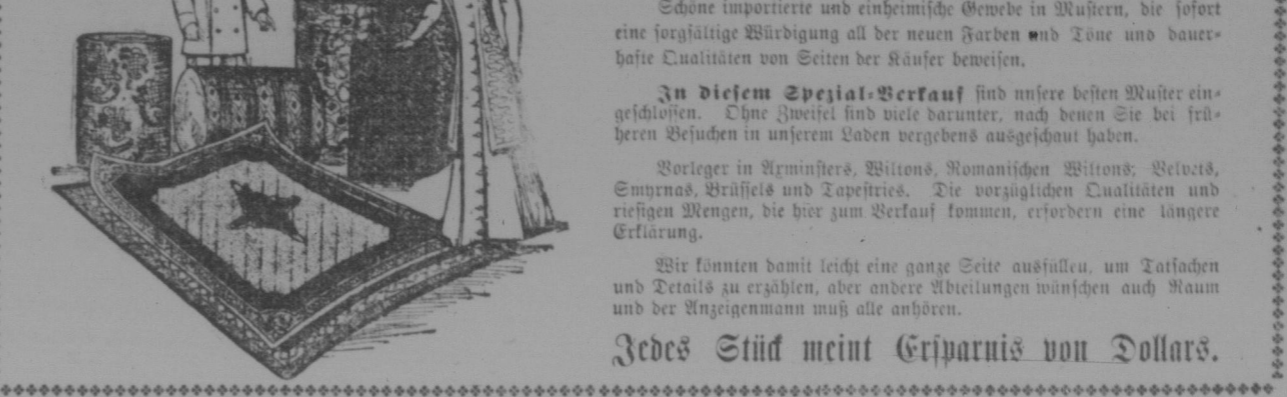 Schöne importierte und einheimische Gewebe in Mustern, die sofort
eine sorgfältige Würdigung all der neuen Farben und Töne und dauer-
hafte Qualitäten von Seiten der Käufer beweisen.
In diesem Spezial-Verkauf sind unsere besten Muster ein-
geschlossen. Ohne Zweifel sind viele darunter, nach denen Sie bei frü-
heren Besuchen in unserem Laden vergebens ausgeschaut haben.
Vorleger in Axminsters, Wiltons, Romanischen Wiltons, Velvets,
Smyrnas, Brüssels und Tapestries. Die vorzüglichen Qualitäten und
riesigen Mengen, die hier zum Verkauf kommen, erfordern eine längere
Erklärung.
Wir könnten damit leicht eine ganze Seite ausfüllen, um Tatsachen
und Details zu erzählen, aber andere Abteilungen wünschen auch Raum
und der Anzeigenmann muß alle anhören.
Jedes Stück meint Ersparnis von Dollars.